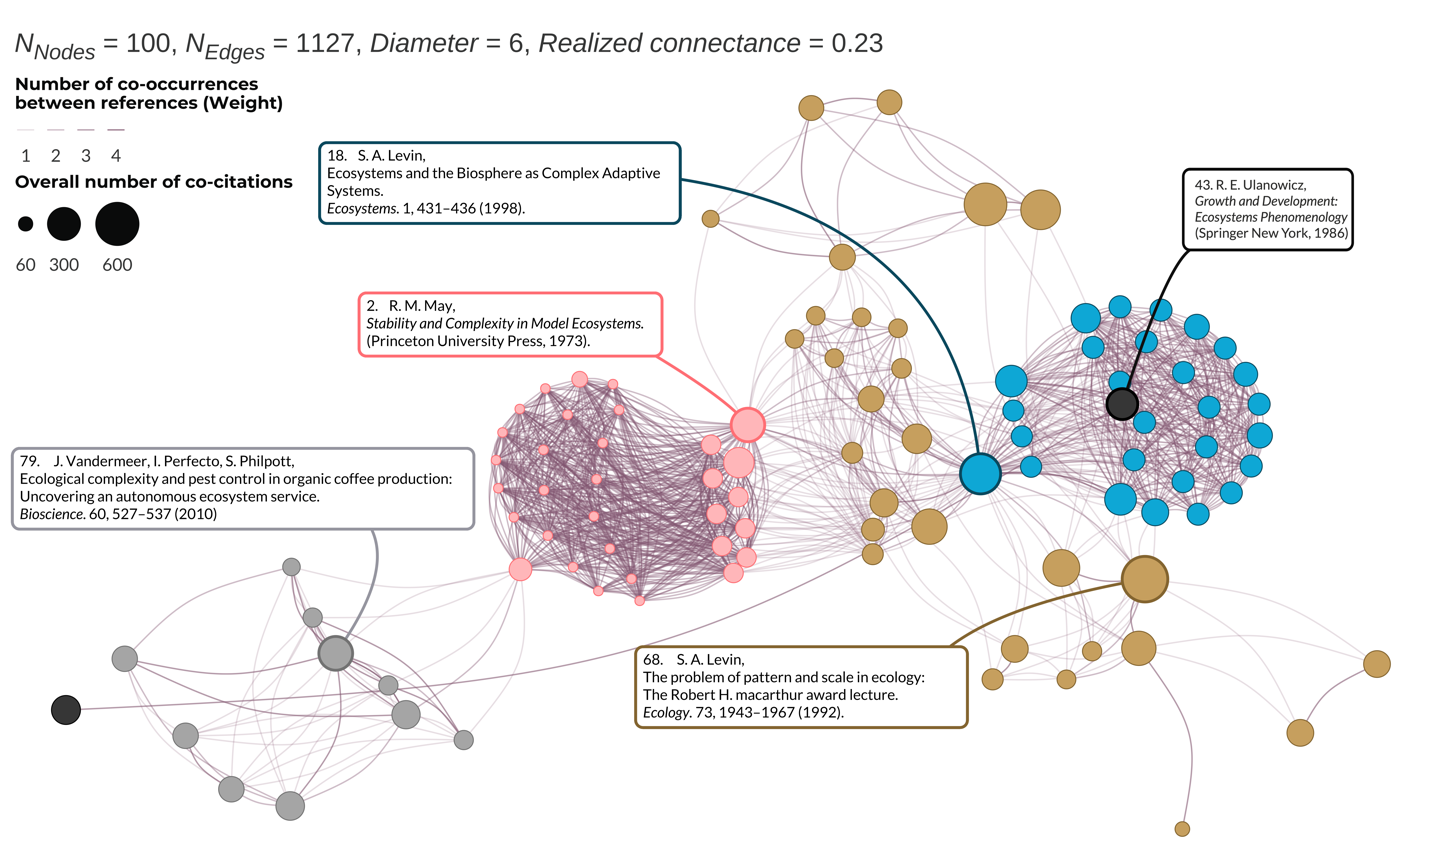 N_Nodes = 100, N_Edges = 1127, Diameter = 6, Realized connectance = 0.23
Number of co-occurrences
between references (Weight)
1 2 3 4
Overall number of co-citations
60 300 600
18. S. A. Levin,
Ecosystems and the Biosphere as Complex Adaptive
Systems.
Ecosystems. 1, 431–436 (1998).
43. R. E. Ulanowicz,
Growth and Development:
Ecosystems Phenomenology
(Springer New York, 1986)
2. R. M. May,
Stability and Complexity in Model Ecosystems.
(Princeton University Press, 1973).
79. J. Vandermeer, I. Perfecto, S. Philpott,
Ecological complexity and pest control in organic coffee production:
Uncovering an autonomous ecosystem service.
Bioscience. 60, 527–537 (2010)
68. S. A. Levin,
The problem of pattern and scale in ecology:
The Robert H. macarthur award lecture.
Ecology. 73, 1943–1967 (1992).